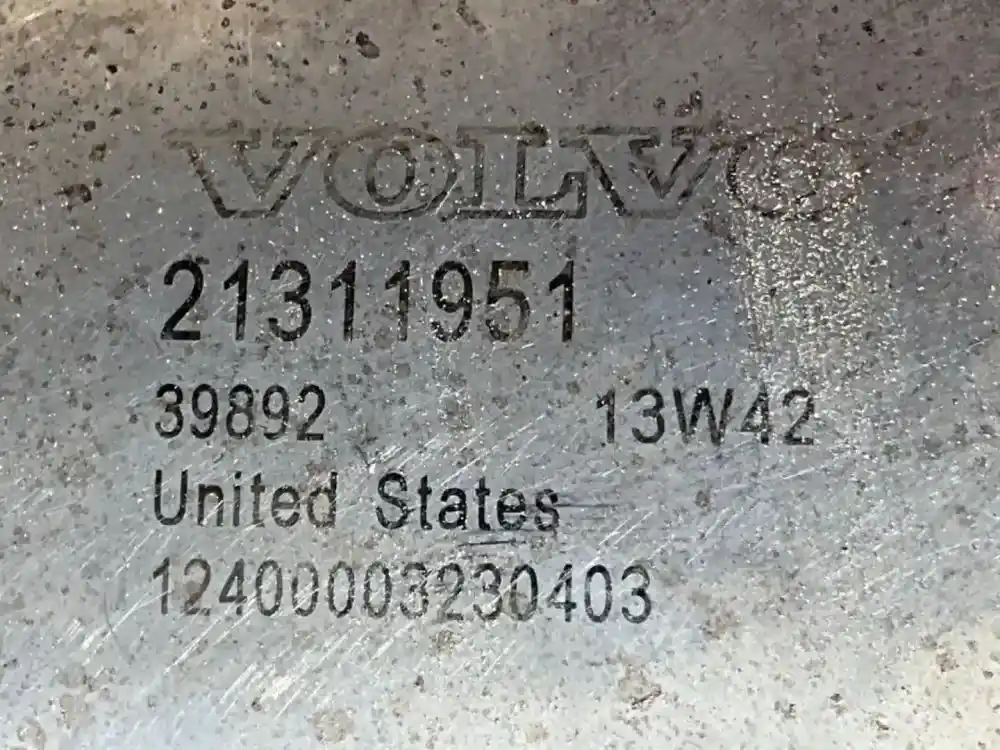 VOLVO
21311951
39892 13W42
United States
12400003230403